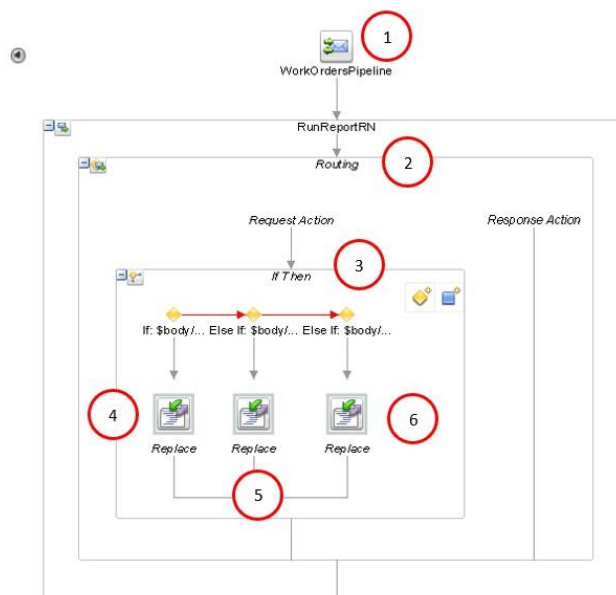 1
WorkOrdersPipeline
RunReportRN
Routing
2
Request Action
Response Action
3
If Then
If: $body/...
Else If: $body/...
Else If: $body/...
4
6
Replace
Replace
Replace
5